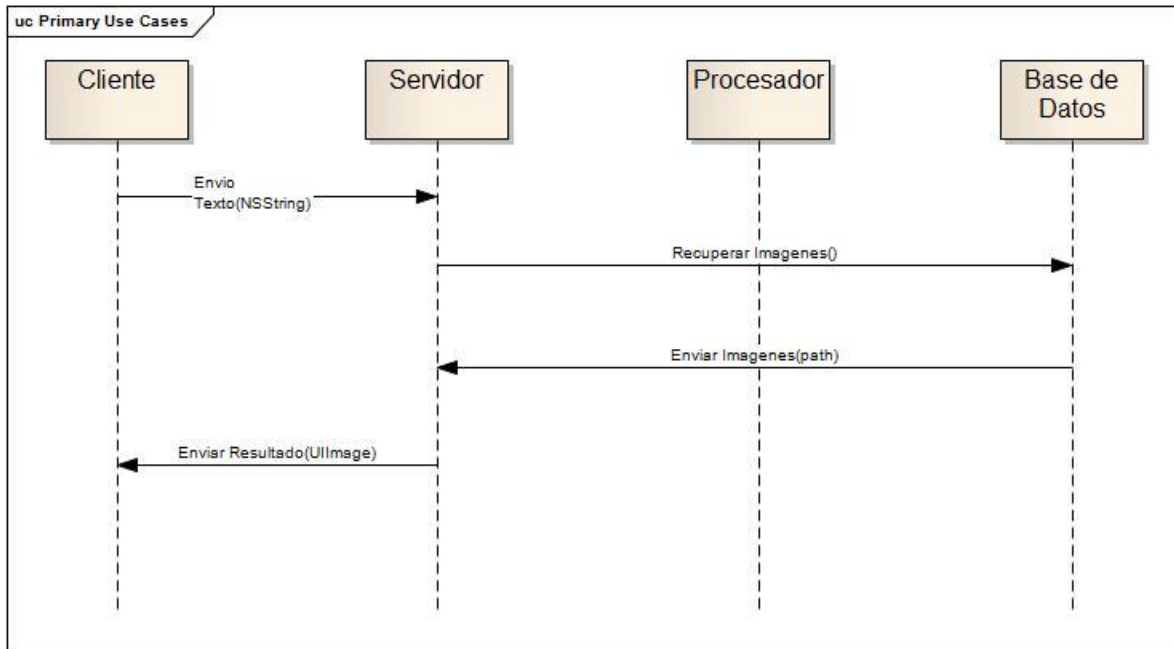 uc Primary Use Cases
Cliente
Servidor
Procesador
Base de
Datos
Envio
Texto(NSString)
Recuperar Imagenes()
Enviar Imagenes(path)
Enviar Resultado(UIImage)